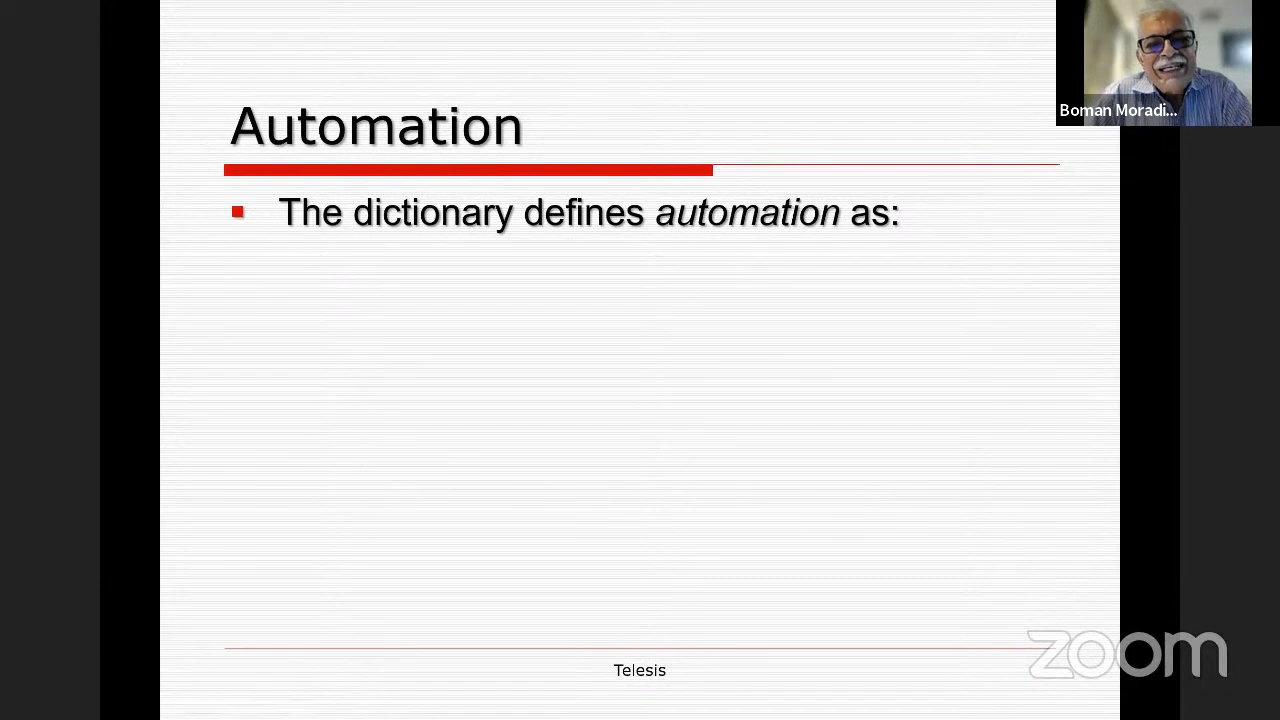 Automation
The dictionary defines automation as:
Boman Moradi...
Telesis
zoom